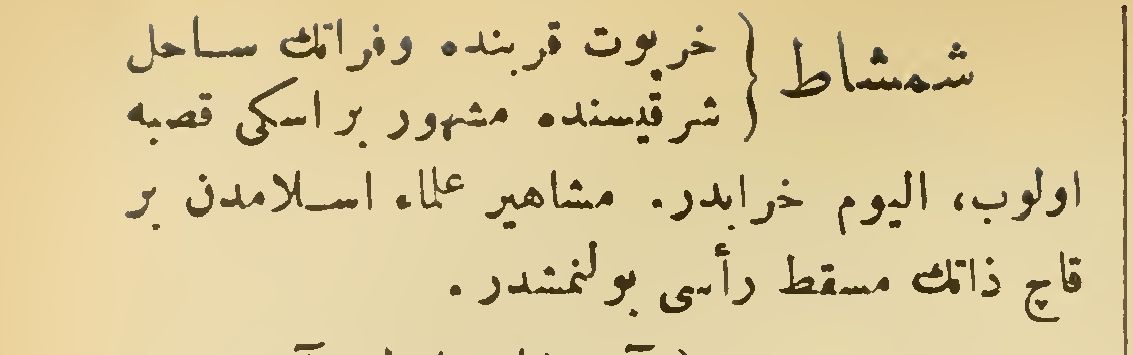 شمشاط { خربوت قربنده وفراتك ساحل
شرقیسنده مشهور بر اسکی قصبه
اولوب، الیوم خرابدر. مشاهیر علماء اسلامدن بر
قاچ ذاتك مسقط رأسی بولنمشدر.